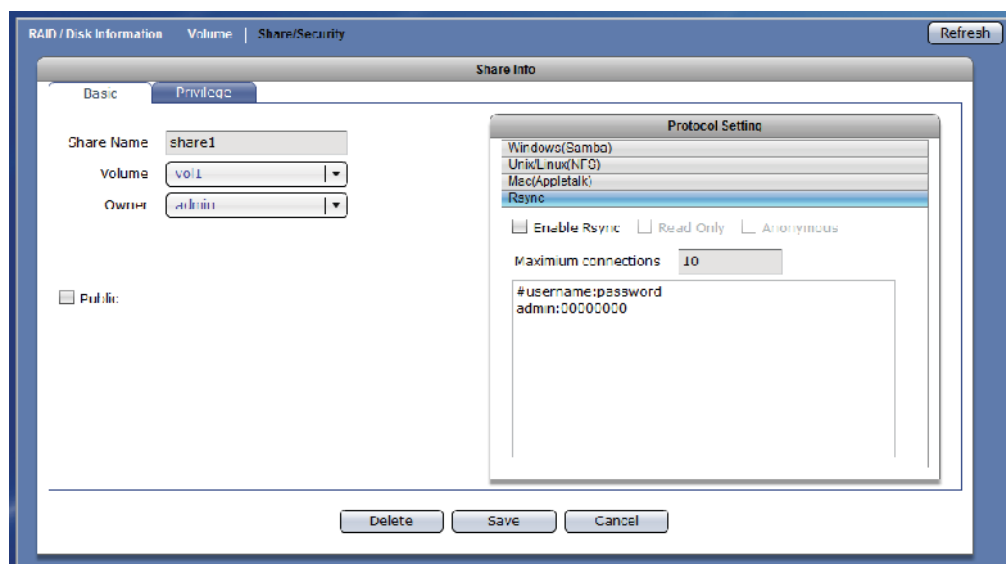 RAID / Disk Information Volume | Share/Security
Refresh
Share Info
Basic Privilege
Share Name share1
Volume vol1
Owner admin
Public
Protocol Setting
Windows(Samba)
Unix/Linux(NFS)
Mac(Appletalk)
Rsync
Enable Rsync Read Only Anonymous
Maximium connections 10
#username:password
admin:00000000
Delete Save Cancel